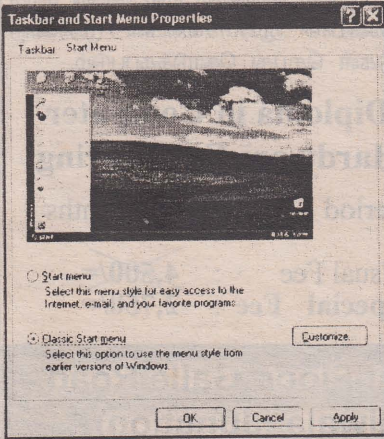 Taskbar and Start Menu Properties
Taskbar Start Menu
Start menu
Select this menu style for easy access to the
Internet, e-mail, and your favorite programs
Classic Start menu
Customize...
Select this option to use the menu style from
earlier versions of Windows.
OK Cancel Apply